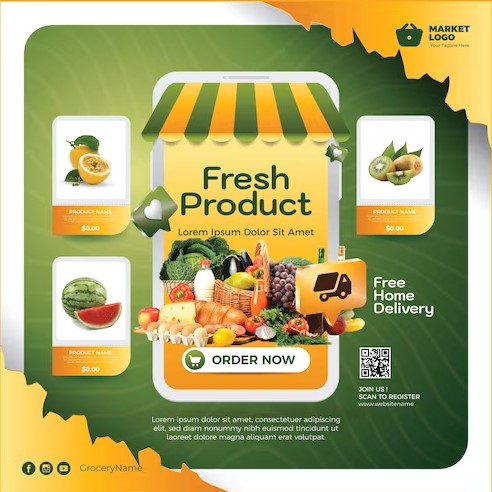 MARKET
LOGO
Your Tagline Here
Fresh
Product
Lorem Ipsum Dolor Sit Amet
PRODUCT NAME
$0.00
PRODUCT NAME
$0.00
PRODUCT NAME
$0.00
Free
Home
Delivery
ORDER NOW
JOIN US !
SCAN TO REGISTER
www.websitename
Lorem ipsum dolor sit amet, consectetuer adipiscing
elit, sed diam nonummy nibh euismod tincidunt
ut laoreet dolore magna aliquam erat volutpat.
GroceryName